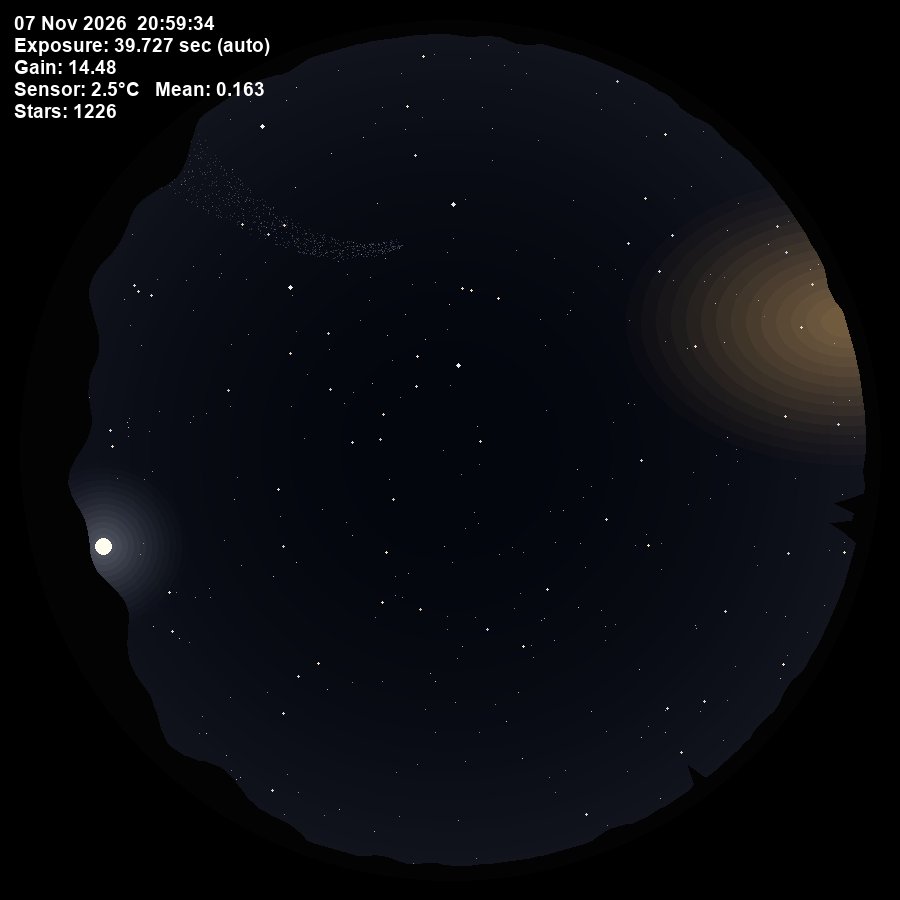 07 Nov 2026  20:59:34
Exposure: 39.727 sec (auto)
Gain: 14.48
Sensor: 2.5°C   Mean: 0.163
Stars: 1226